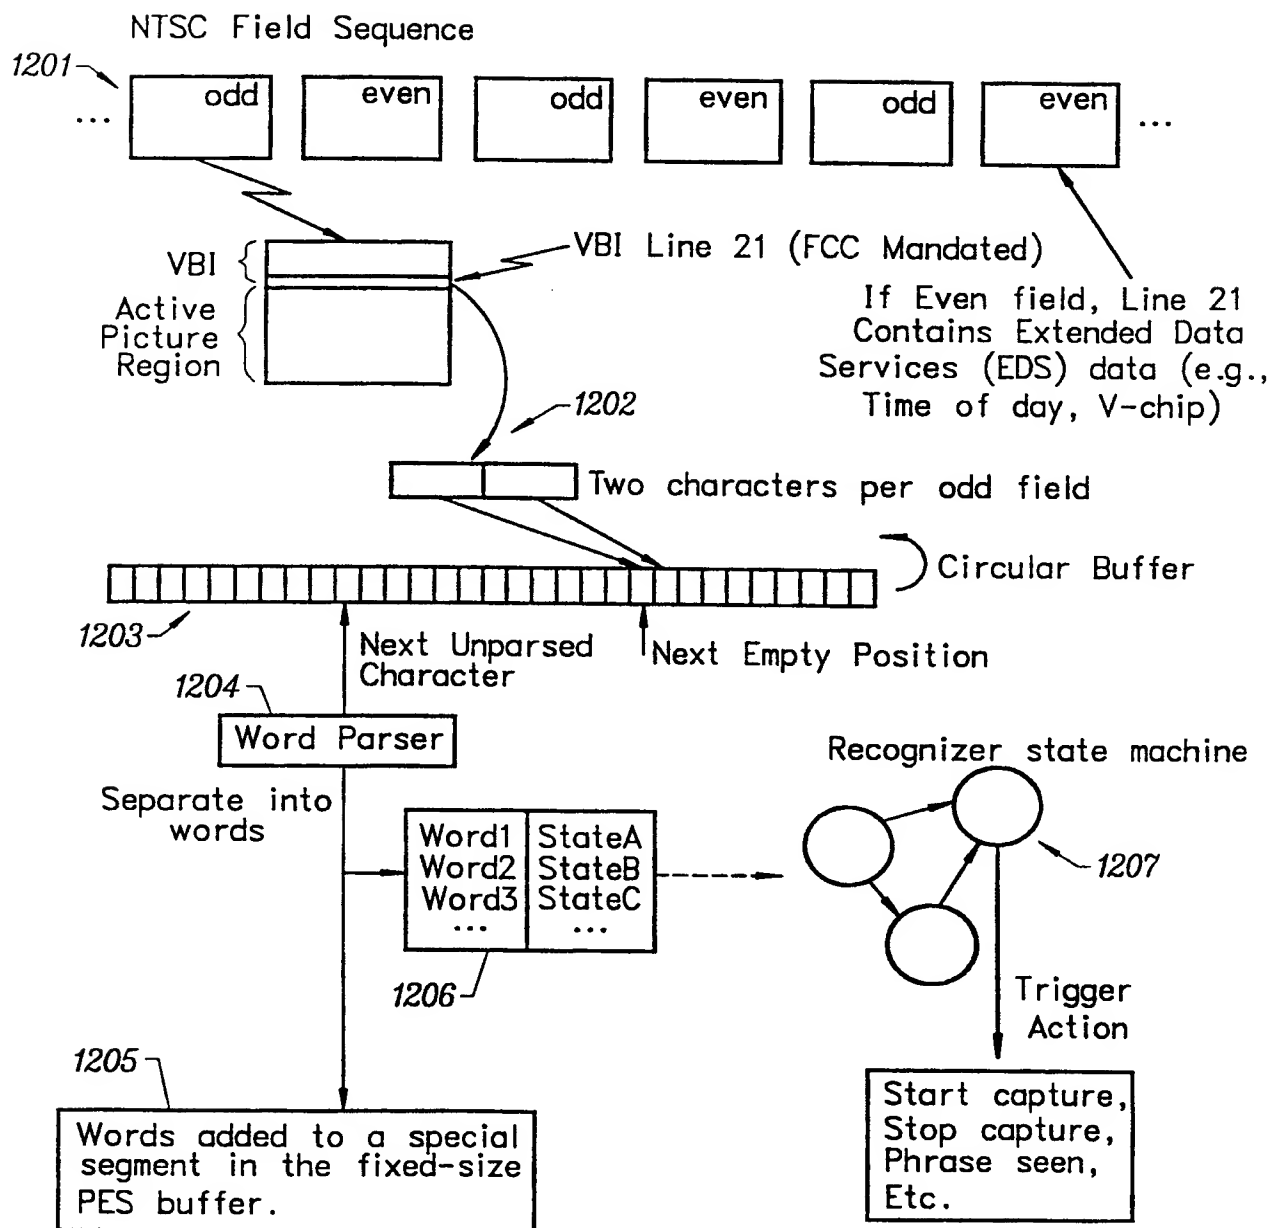 NTSC Field Sequence
1201
odd
even
odd
even
odd
even
...
...
VBI
VBI Line 21 (FCC Mandated)
Active
Picture
Region
If Even field, Line 21
Contains Extended Data
Services (EDS) data (e.g.,
Time of day, V-chip)
1202
Two characters per odd field
Circular Buffer
1203
Next Unparsed
Character
Next Empty Position
1204
Word Parser
Separate into
words
Word1 StateA
Word2 StateB
Word3 StateC
... ...
1206
Recognizer state machine
1207
Trigger
Action
1205
Words added to a special
segment in the fixed-size
PES buffer.
Start capture,
Stop capture,
Phrase seen,
Etc.